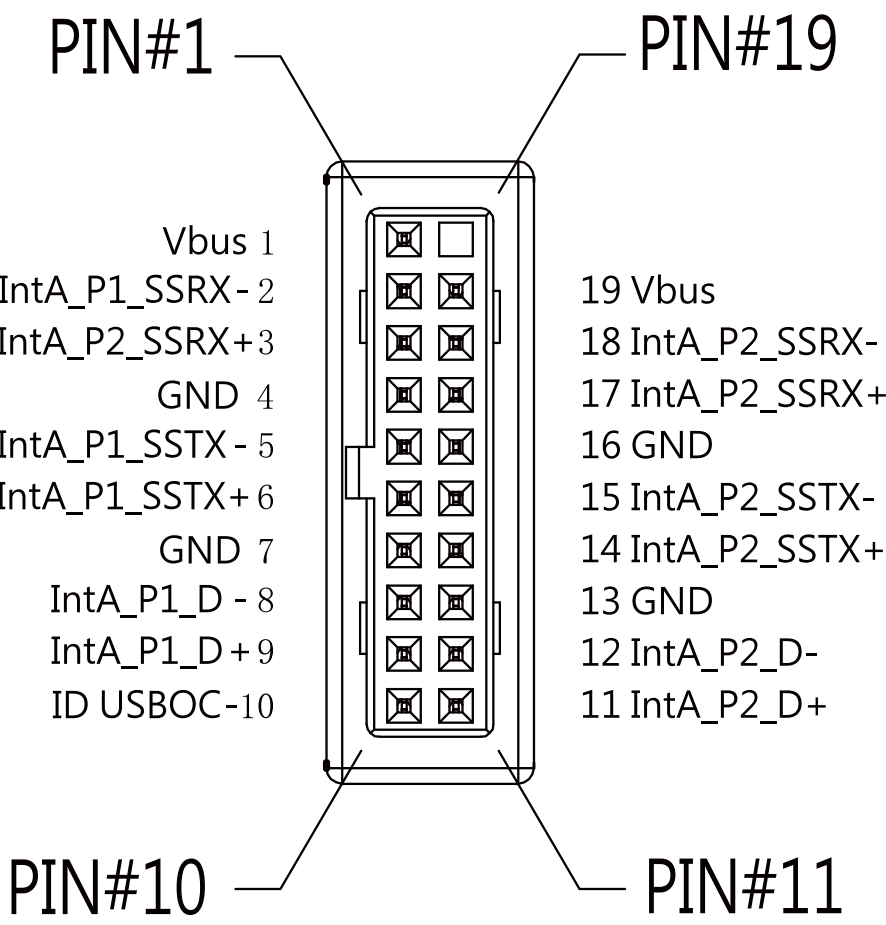 PIN#1
PIN#19
Vbus 1
IntA_P1_SSRX-2
IntA_P2_SSRX+3
GND 4
IntA_P1_SSTX-5
IntA_P1_SSTX+6
GND 7
IntA_P1_D -8
IntA_P1_D+9
ID USBOC-10
19 Vbus
18 IntA_P2_SSRX-
17 IntA_P2_SSRX+
16 GND
15 IntA_P2_SSTX-
14 IntA_P2_SSTX+
13 GND
12 IntA_P2_D-
11 IntA_P2_D+
PIN#10
PIN#11